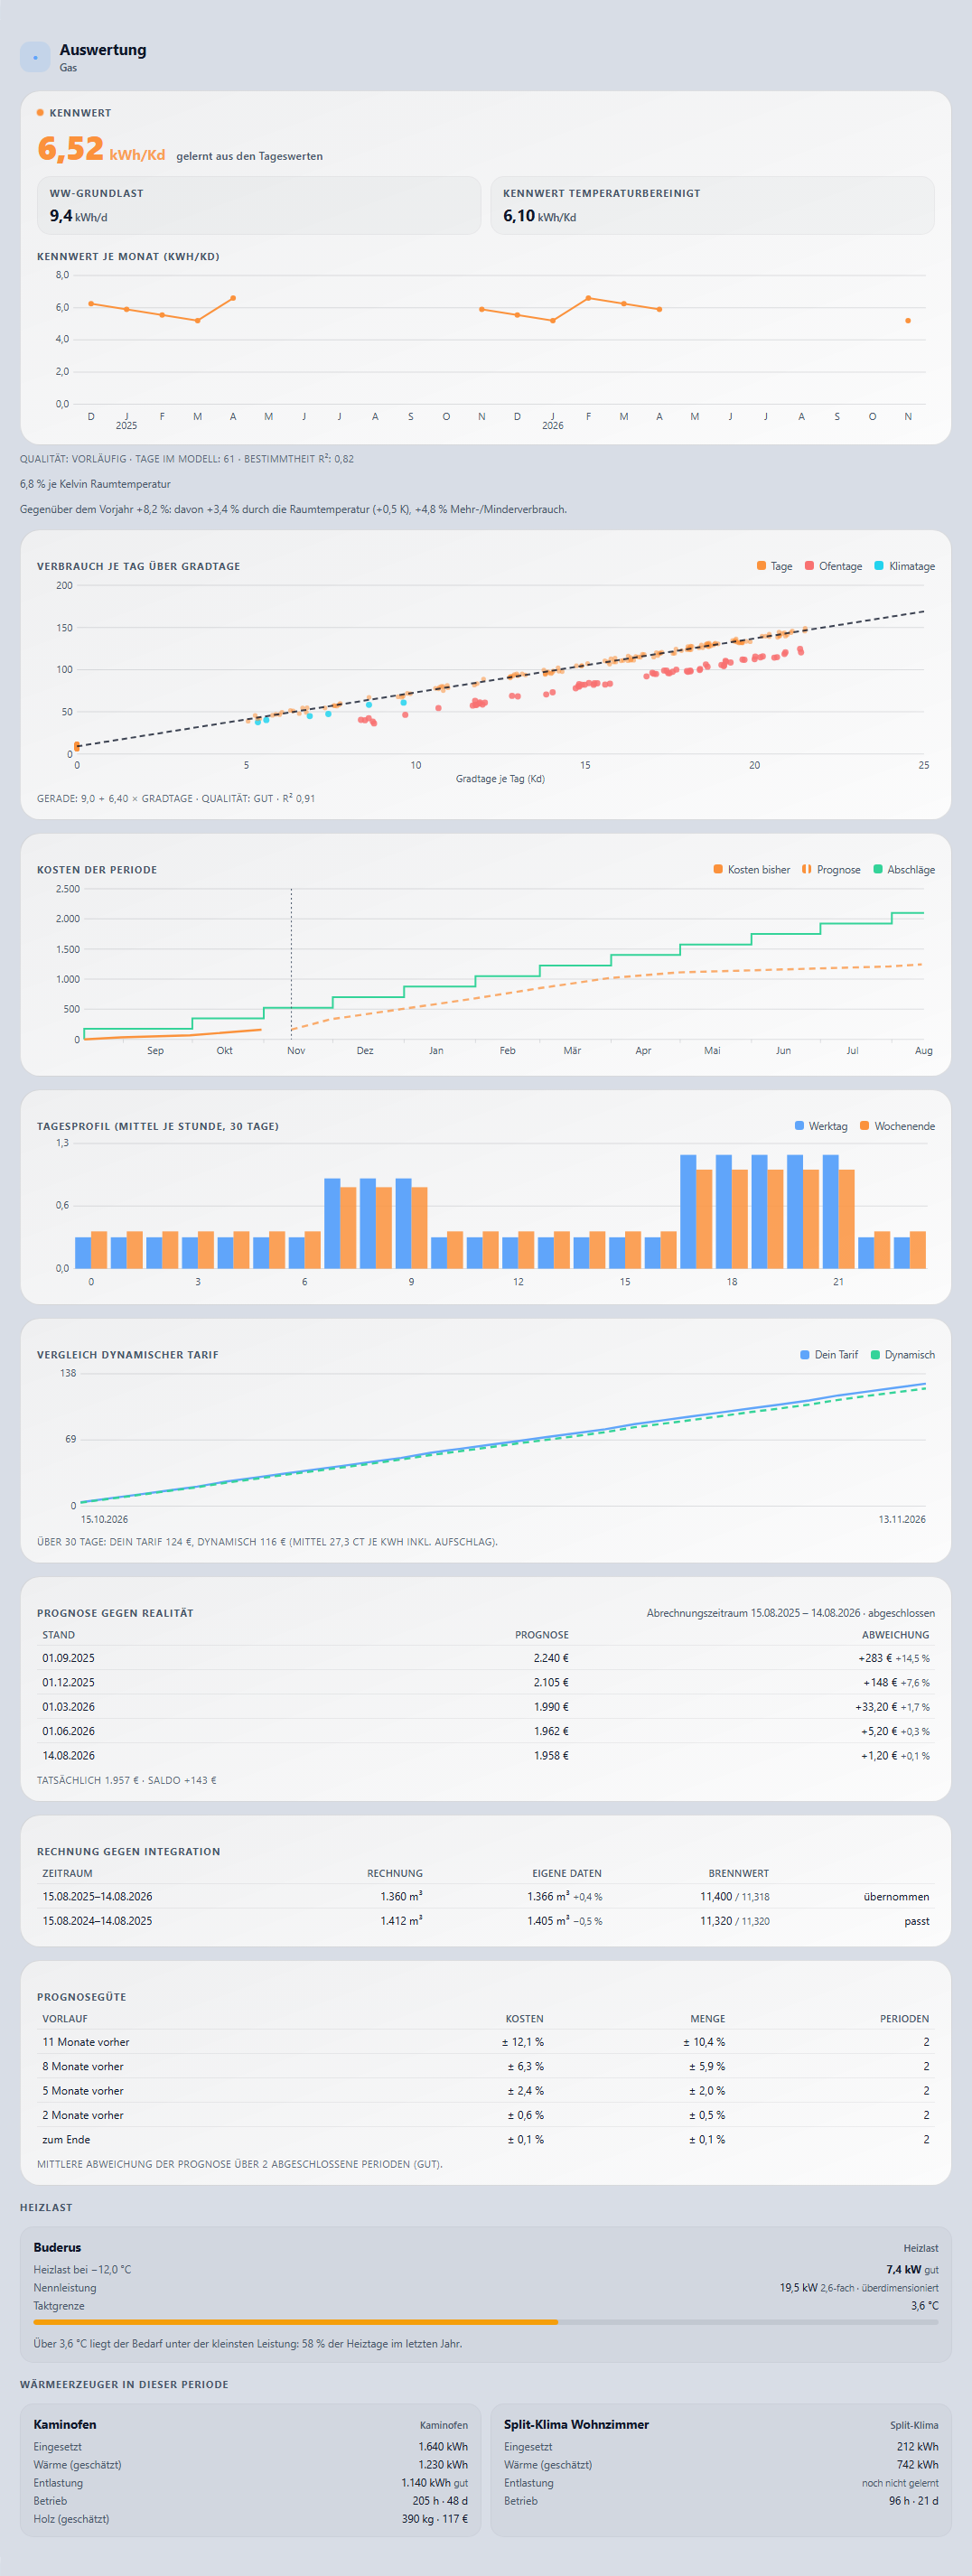 Auswertung
Gas
KENNWERT
6,52 kWh/Kd gelernt aus den Tageswerten
WW-GRUNDLAST
9,4 kWh/d
KENNWERT TEMPERATURBEREINIGT
6,10 kWh/Kd
KENNWERT JE MONAT (KWH/KD)
8,0
6,0
4,0
2,0
0,0
D J F M A M J J A S O N D J F M A M J J A S O N
2025 2026
QUALITÄT: VORLÄUFIG · TAGE IM MODELL: 61 · BESTIMMTHEIT R²: 0,82
6,8 % je Kelvin Raumtemperatur
Gegenüber dem Vorjahr +8,2 %: davon +3,4 % durch die Raumtemperatur (+0,5 K), +4,8 % Mehr-/Minderverbrauch.
VERBRAUCH JE TAG ÜBER GRADTAGE
Tage Ofentage Klimatage
200
150
100
50
0
0 5 10 15 20 25
Gradtage je Tag (Kd)
GERADE: 9,0 + 6,40 × GRADTAGE · QUALITÄT: GUT · R² 0,91
KOSTEN DER PERIODE
Kosten bisher Prognose Abschläge
2.500
2.000
1.500
1.000
500
0
Sep Okt Nov Dez Jan Feb Mär Apr Mai Jun Jul Aug
TAGESPROFIL (MITTEL JE STUNDE, 30 TAGE)
Werktag Wochenende
1,3
0,6
0,0
0 3 6 9 12 15 18 21
VERGLEICH DYNAMISCHER TARIF
Dein Tarif Dynamisch
138
69
0
15.10.2026 13.11.2026
ÜBER 30 TAGE: DEIN TARIF 124 €, DYNAMISCH 116 € (MITTEL 27,3 CT JE KWH INKL. AUFSCHLAG).
PROGNOSE GEGEN REALITÄT
Abrechnungszeitraum 15.08.2025 – 14.08.2026 · abgeschlossen
STAND PROGNOSE ABWEICHUNG
01.09.2025 2.240 € +283 € +14,5 %
01.12.2025 2.105 € +148 € +7,6 %
01.03.2026 1.990 € +33,20 € +1,7 %
01.06.2026 1.962 € +5,20 € +0,3 %
14.08.2026 1.958 € +1,20 € +0,1 %
TATSÄCHLICH 1.957 € · SALDO +143 €
RECHNUNG GEGEN INTEGRATION
ZEITRAUM RECHNUNG EIGENE DATEN BRENNWERT
15.08.2025–14.08.2026 1.360 m³ 1.366 m³ +0,4 % 11,400 / 11,318 übernommen
15.08.2024–14.08.2025 1.412 m³ 1.405 m³ −0,5 % 11,320 / 11,320 passt
PROGNOSEGÜTE
VORLAUF KOSTEN MENGE PERIODEN
11 Monate vorher ± 12,1 % ± 10,4 % 2
8 Monate vorher ± 6,3 % ± 5,9 % 2
5 Monate vorher ± 2,4 % ± 2,0 % 2
2 Monate vorher ± 0,6 % ± 0,5 % 2
zum Ende ± 0,1 % ± 0,1 % 2
MITTLERE ABWEICHUNG DER PROGNOSE ÜBER 2 ABGESCHLOSSENE PERIODEN (GUT).
HEIZLAST
Buderus Heizlast
Heizlast bei −12,0 °C 7,4 kW gut
Nennleistung 19,5 kW 2,6-fach · überdimensioniert
Taktgrenze 3,6 °C
Über 3,6 °C liegt der Bedarf unter der kleinsten Leistung: 58 % der Heiztage im letzten Jahr.
WÄRMEERZEUGER IN DIESER PERIODE
Kaminofen Kaminofen
Eingesetzt 1.640 kWh
Wärme (geschätzt) 1.230 kWh
Entlastung 1.140 kWh gut
Betrieb 205 h · 48 d
Holz (geschätzt) 390 kg · 117 €
Split-Klima Wohnzimmer Split-Klima
Eingesetzt 212 kWh
Wärme (geschätzt) 742 kWh
Entlastung noch nicht gelernt
Betrieb 96 h · 21 d